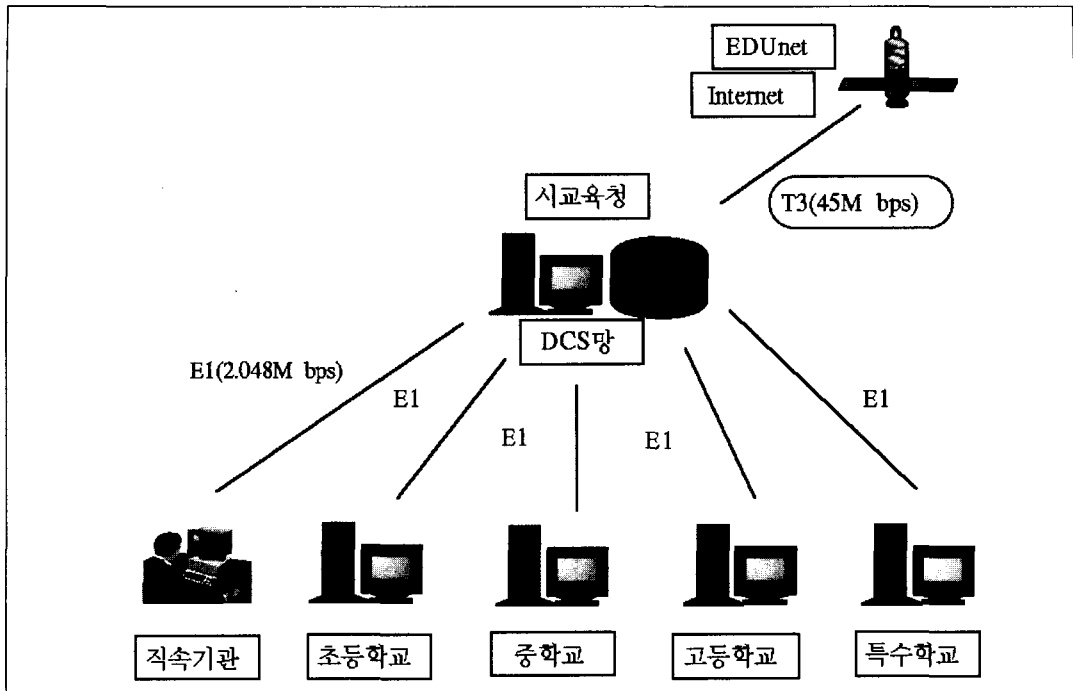 EDUnet
Internet
T3(45M bps)
시교육청
DCS망
E1(2.048M bps)
E1
E1
E1
E1
직속기관
초등학교
중학교
고등학교
특수학교